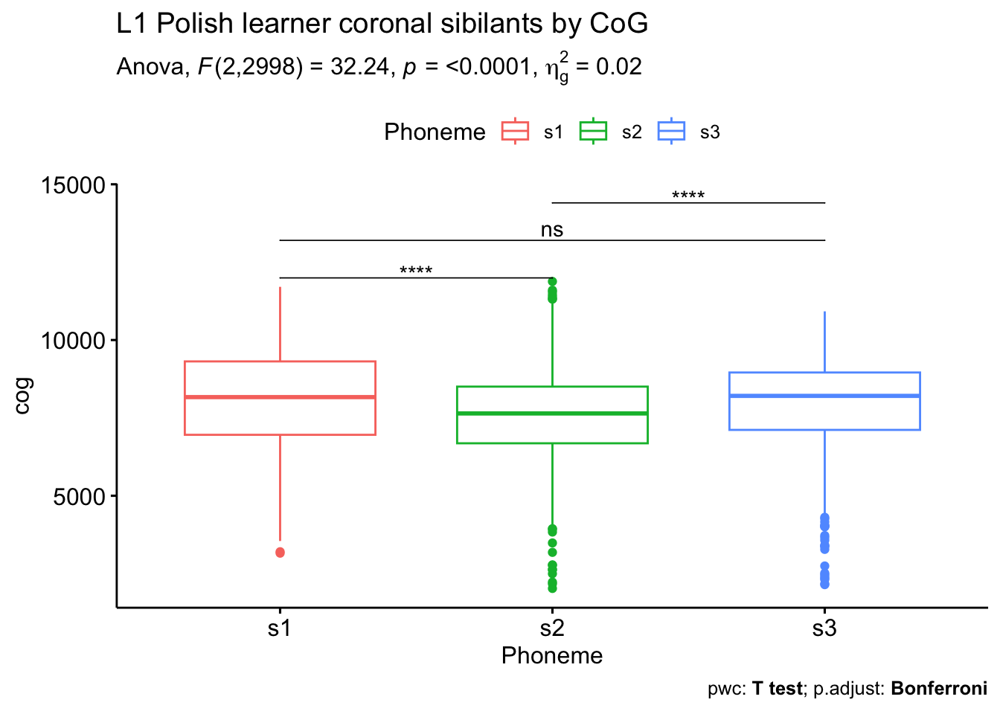 L1 Polish learner coronal sibilants by CoG
Anova, F(2,2998) = 32.24, p = <0.0001, η²g = 0.02
Phoneme s1 s2 s3
15000
10000
5000
cog
****
ns
****
s1 s2 s3
Phoneme
pwc: T test; p.adjust: Bonferroni